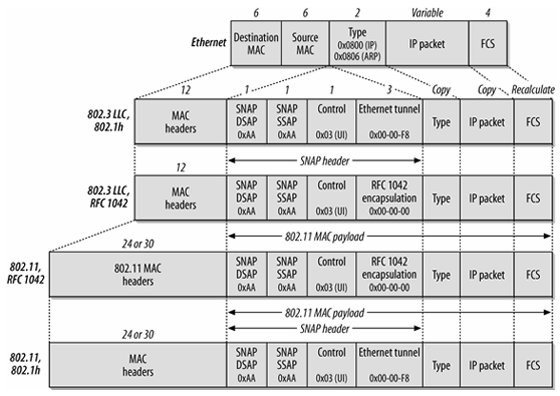 6 6 2 Variable 4
Ethernet Destination MAC Source MAC Type 0x0800 (IP) 0x0806 (ARP) IP packet FCS
12 1 1 1 3 Copy Copy Recalculate
802.3 LLC, 802.1h MAC headers SNAP DSAP 0xAA SNAP SSAP 0xAA Control 0x03 (UI) Ethernet tunnel 0x00-00-F8 Type IP packet FCS
SNAP header
12
802.3 LLC, RFC 1042 MAC headers SNAP DSAP 0xAA SNAP SSAP 0xAA Control 0x03 (UI) RFC 1042 encapsulation 0x00-00-00 Type IP packet FCS
24 or 30 802.11 MAC payload
802.11, RFC 1042 802.11 MAC headers SNAP DSAP 0xAA SNAP SSAP 0xAA Control 0x03 (UI) RFC 1042 encapsulation 0x00-00-00 Type IP packet FCS
802.11 MAC payload
24 or 30 SNAP header
802.11, 802.1h MAC headers SNAP DSAP 0xAA SNAP SSAP 0xAA Control 0x03 (UI) Ethernet tunnel 0x00-00-F8 Type IP packet FCS